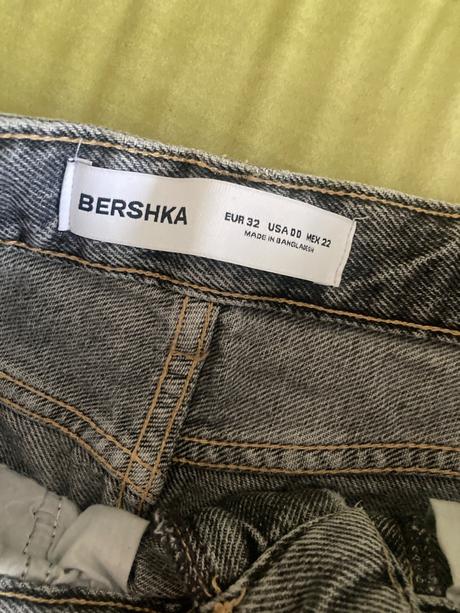 BERSHKA
EUR 32 USA 00 MEX 22
MADE IN BANGLADESH